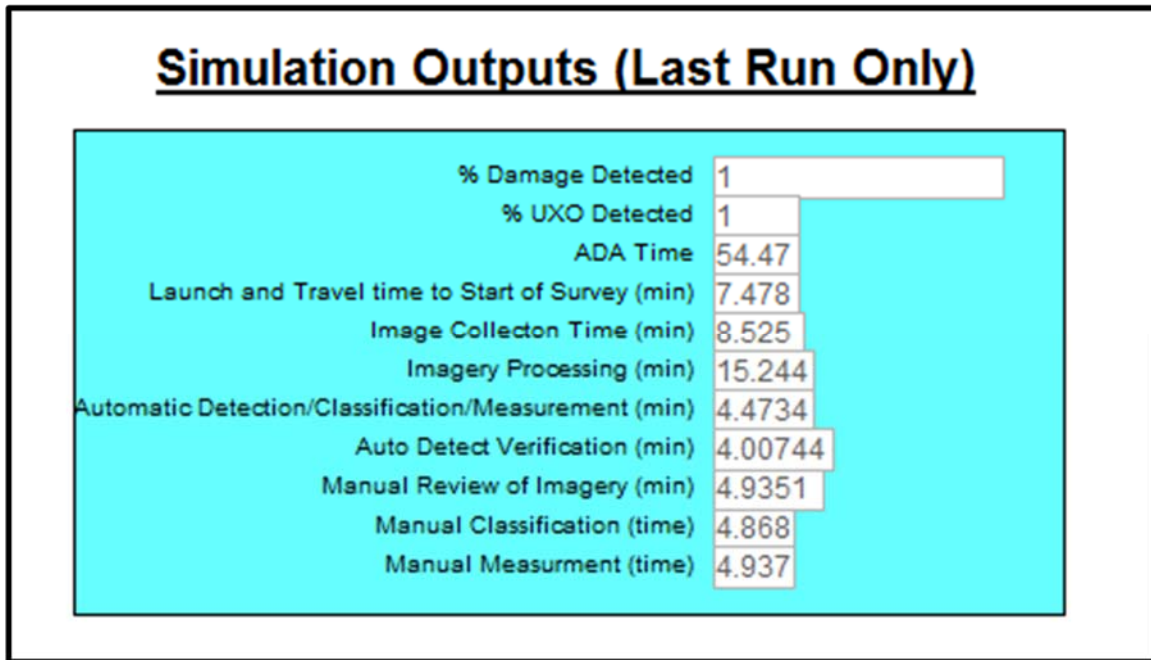 Simulation Outputs (Last Run Only)
% Damage Detected 1
% UXO Detected 1
ADA Time 54.47
Launch and Travel time to Start of Survey (min) 7.478
Image Collecton Time (min) 8.525
Imagery Processing (min) 15.244
Automatic Detection/Classification/Measurement (min) 4.4734
Auto Detect Verification (min) 4.00744
Manual Review of Imagery (min) 4.9351
Manual Classification (time) 4.868
Manual Measurment (time) 4.937